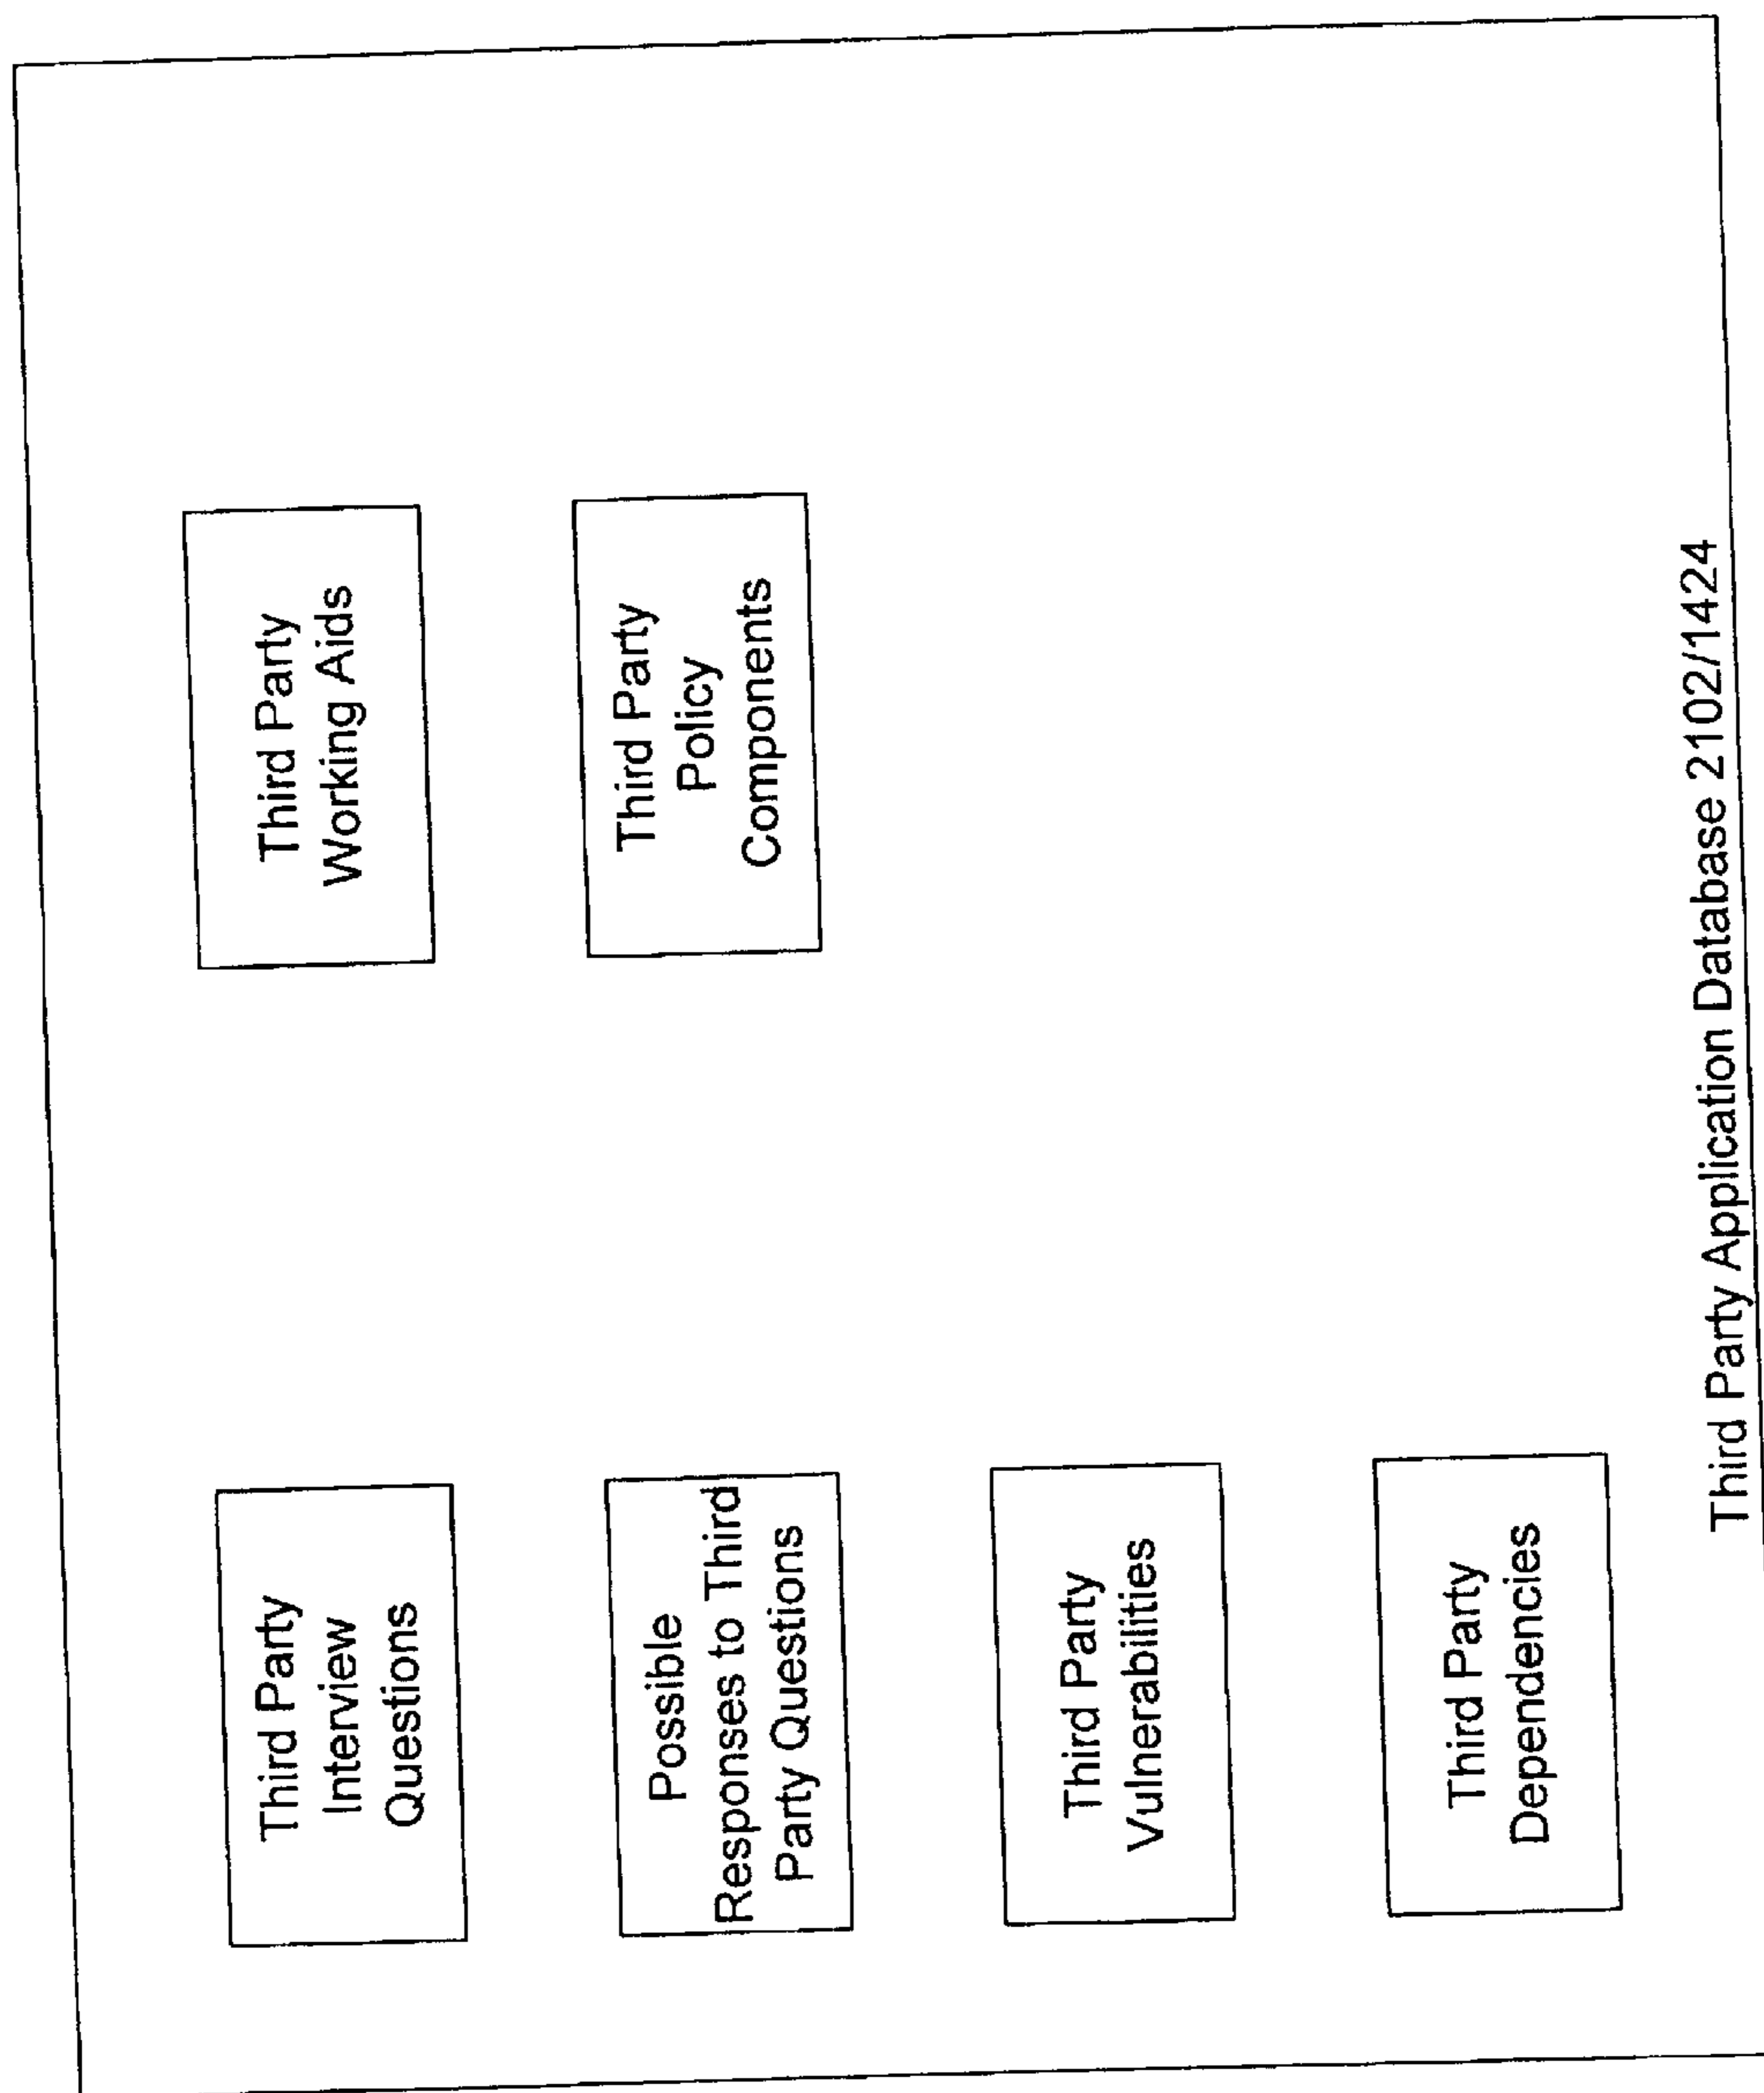 Third Party
Interview
Questions
Possible
Responses to Third
Party Questions
Third Party
Vulnerabilities
Third Party
Dependencies
Third Party
Working Aids
Third Party
Policy
Components
Third Party Application Database 2102/1424